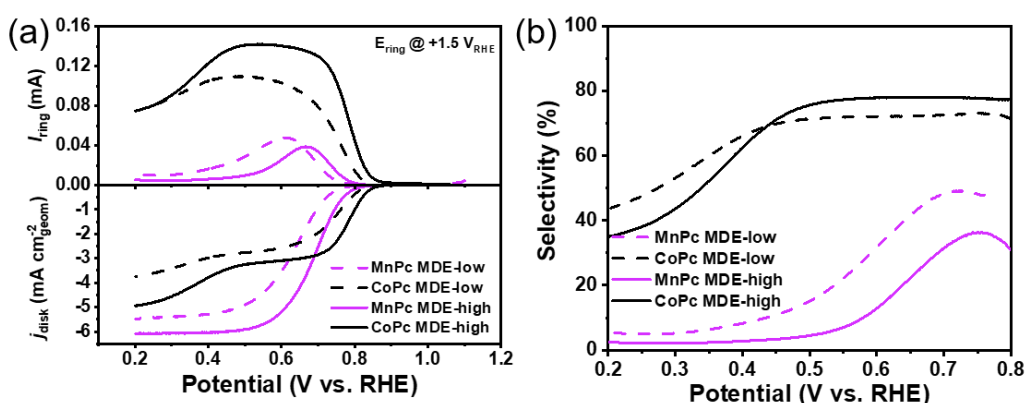 (a)
E_ring @ +1.5 V_RHE
I_ring (mA)
0.16
0.12
0.08
0.04
0.00
j_disk (mA cm⁻²_geom)
-1
-2
-3
-4
-5
-6
MnPc MDE-low
CoPc MDE-low
MnPc MDE-high
CoPc MDE-high
0.2 0.4 0.6 0.8 1.0 1.2
Potential (V vs. RHE)
(b)
Selectivity (%)
100
80
60
40
20
0
MnPc MDE-low
CoPc MDE-low
MnPc MDE-high
CoPc MDE-high
0.2 0.3 0.4 0.5 0.6 0.7 0.8
Potential (V vs. RHE)